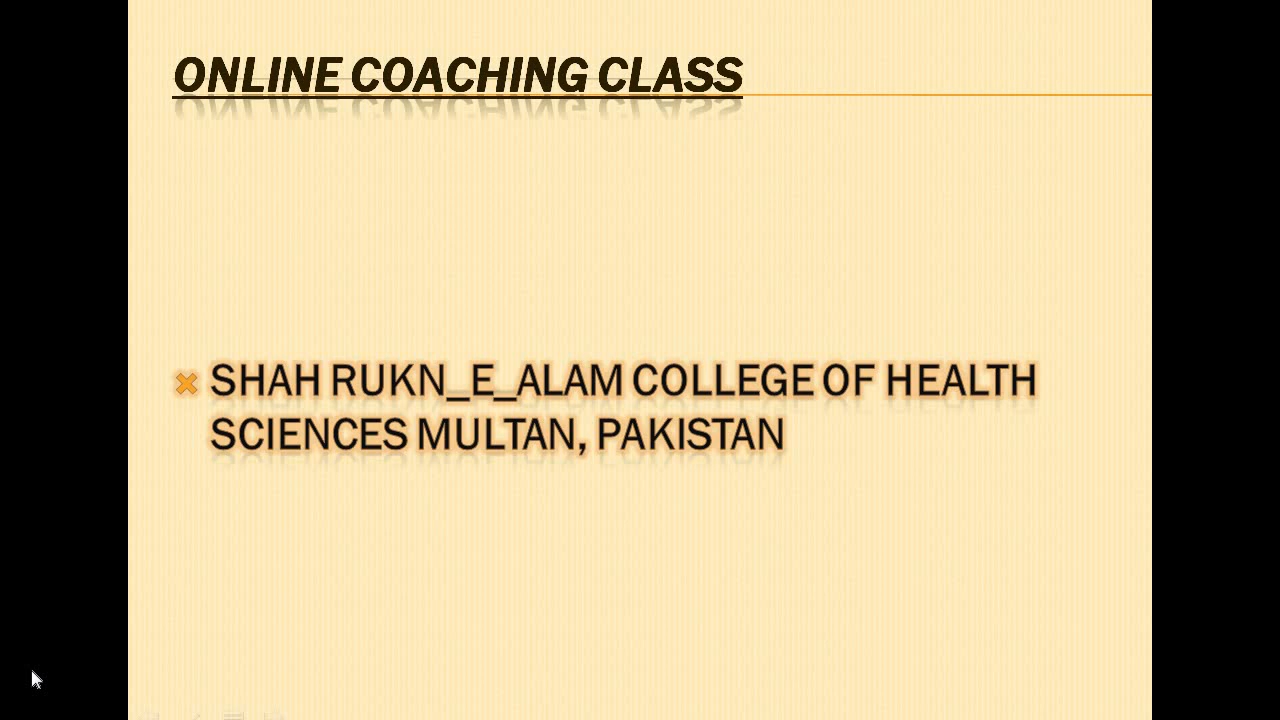 ONLINE COACHING CLASS
SHAH RUKN_E_ALAM COLLEGE OF HEALTH
SCIENCES MULTAN, PAKISTAN